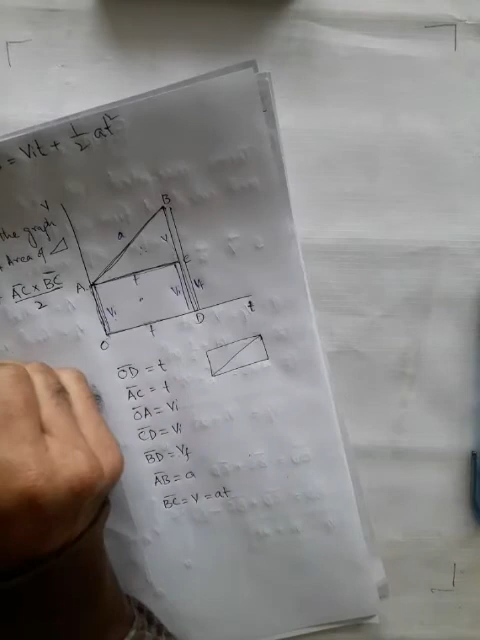 = Vit + 1/2 at²
V
B
the graph
a
V
Area of △
C
A
t
AC̅ × BC̅ / 2
Vi
Vi
Vf
t
D
t
O
OD̅ = t
AC̅ = t
OA̅ = Vi
CD̅ = Vi
BD̅ = Vf
AB̅ = a
BC̅ = V = at